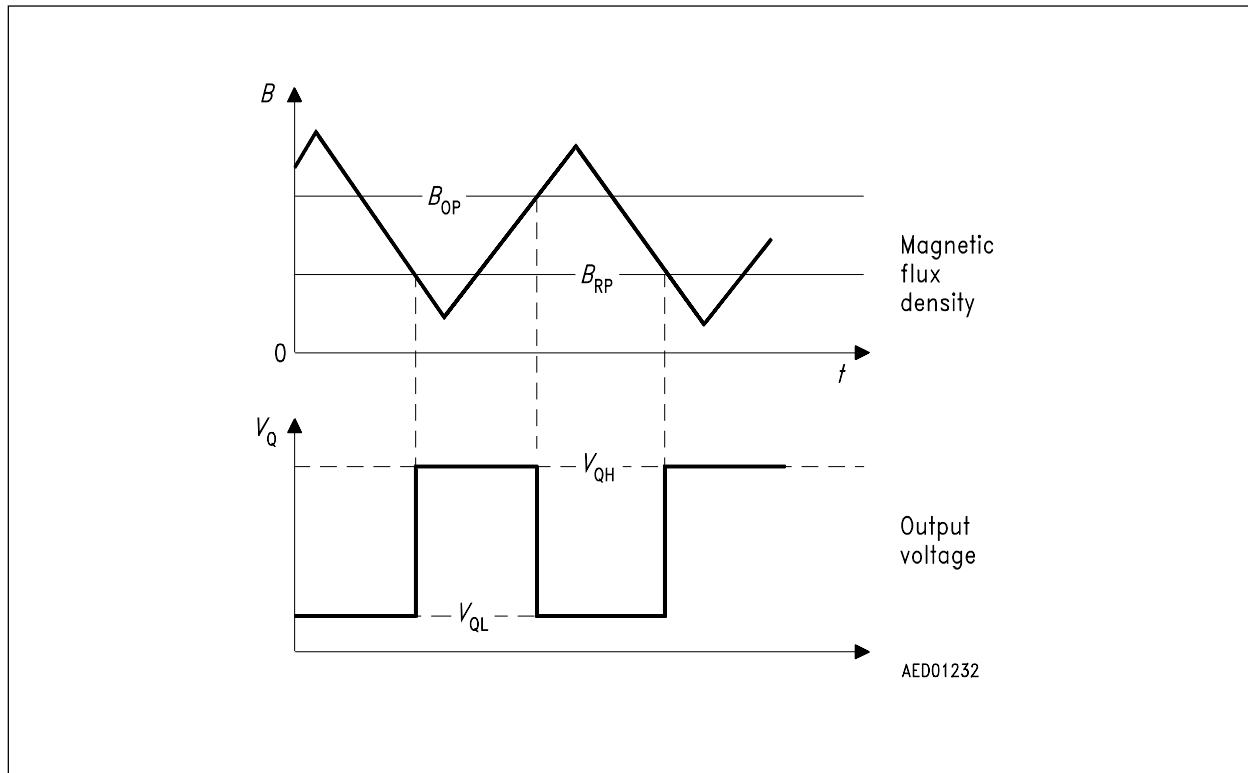 B
B_OP
B_RP
Magnetic
flux
density
0
t
V_Q
V_QH
Output
voltage
V_QL
AED01232